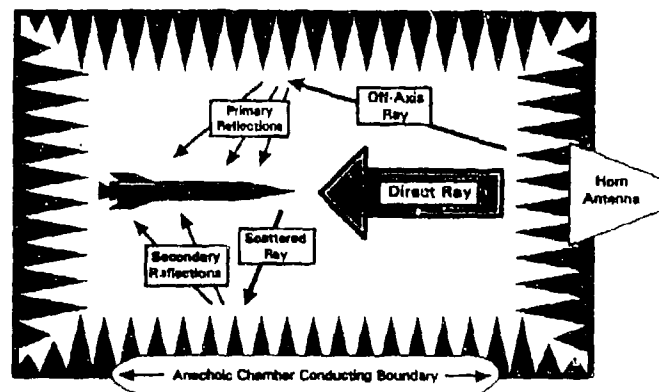 Primary
Reflections
Off-Axis
Ray
Direct Ray
Horn
Antenna
Secondary
Reflections
Scattered
Ray
Anechoic Chamber Conducting Boundary